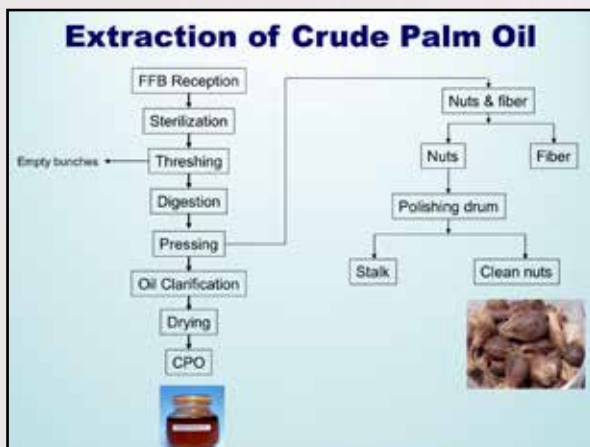 Extraction of Crude Palm Oil
FFB Reception
Sterilization
Empty bunches
Threshing
Digestion
Pressing
Oil Clarification
Drying
CPO
Nuts & fiber
Nuts
Fiber
Polishing drum
Stalk
Clean nuts